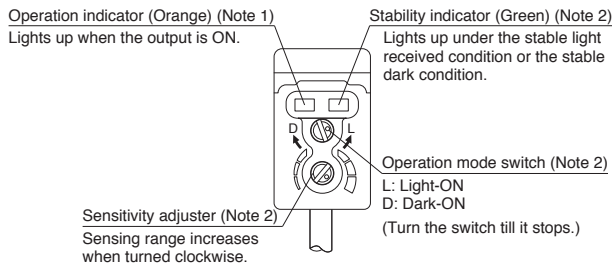 Operation indicator (Orange) (Note 1)
Lights up when the output is ON.
Stability indicator (Green) (Note 2)
Lights up under the stable light
received condition or the stable
dark condition.
D
L
Operation mode switch (Note 2)
L: Light-ON
D: Dark-ON
(Turn the switch till it stops.)
Sensitivity adjuster (Note 2)
Sensing range increases
when turned clockwise.